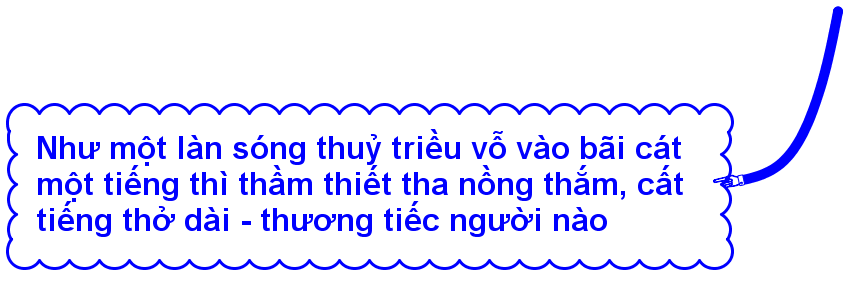 Như một làn sóng thuỷ triều vỗ vào bãi cát
một tiếng thì thầm thiết tha nồng thắm, cất
tiếng thở dài - thương tiếc người nào